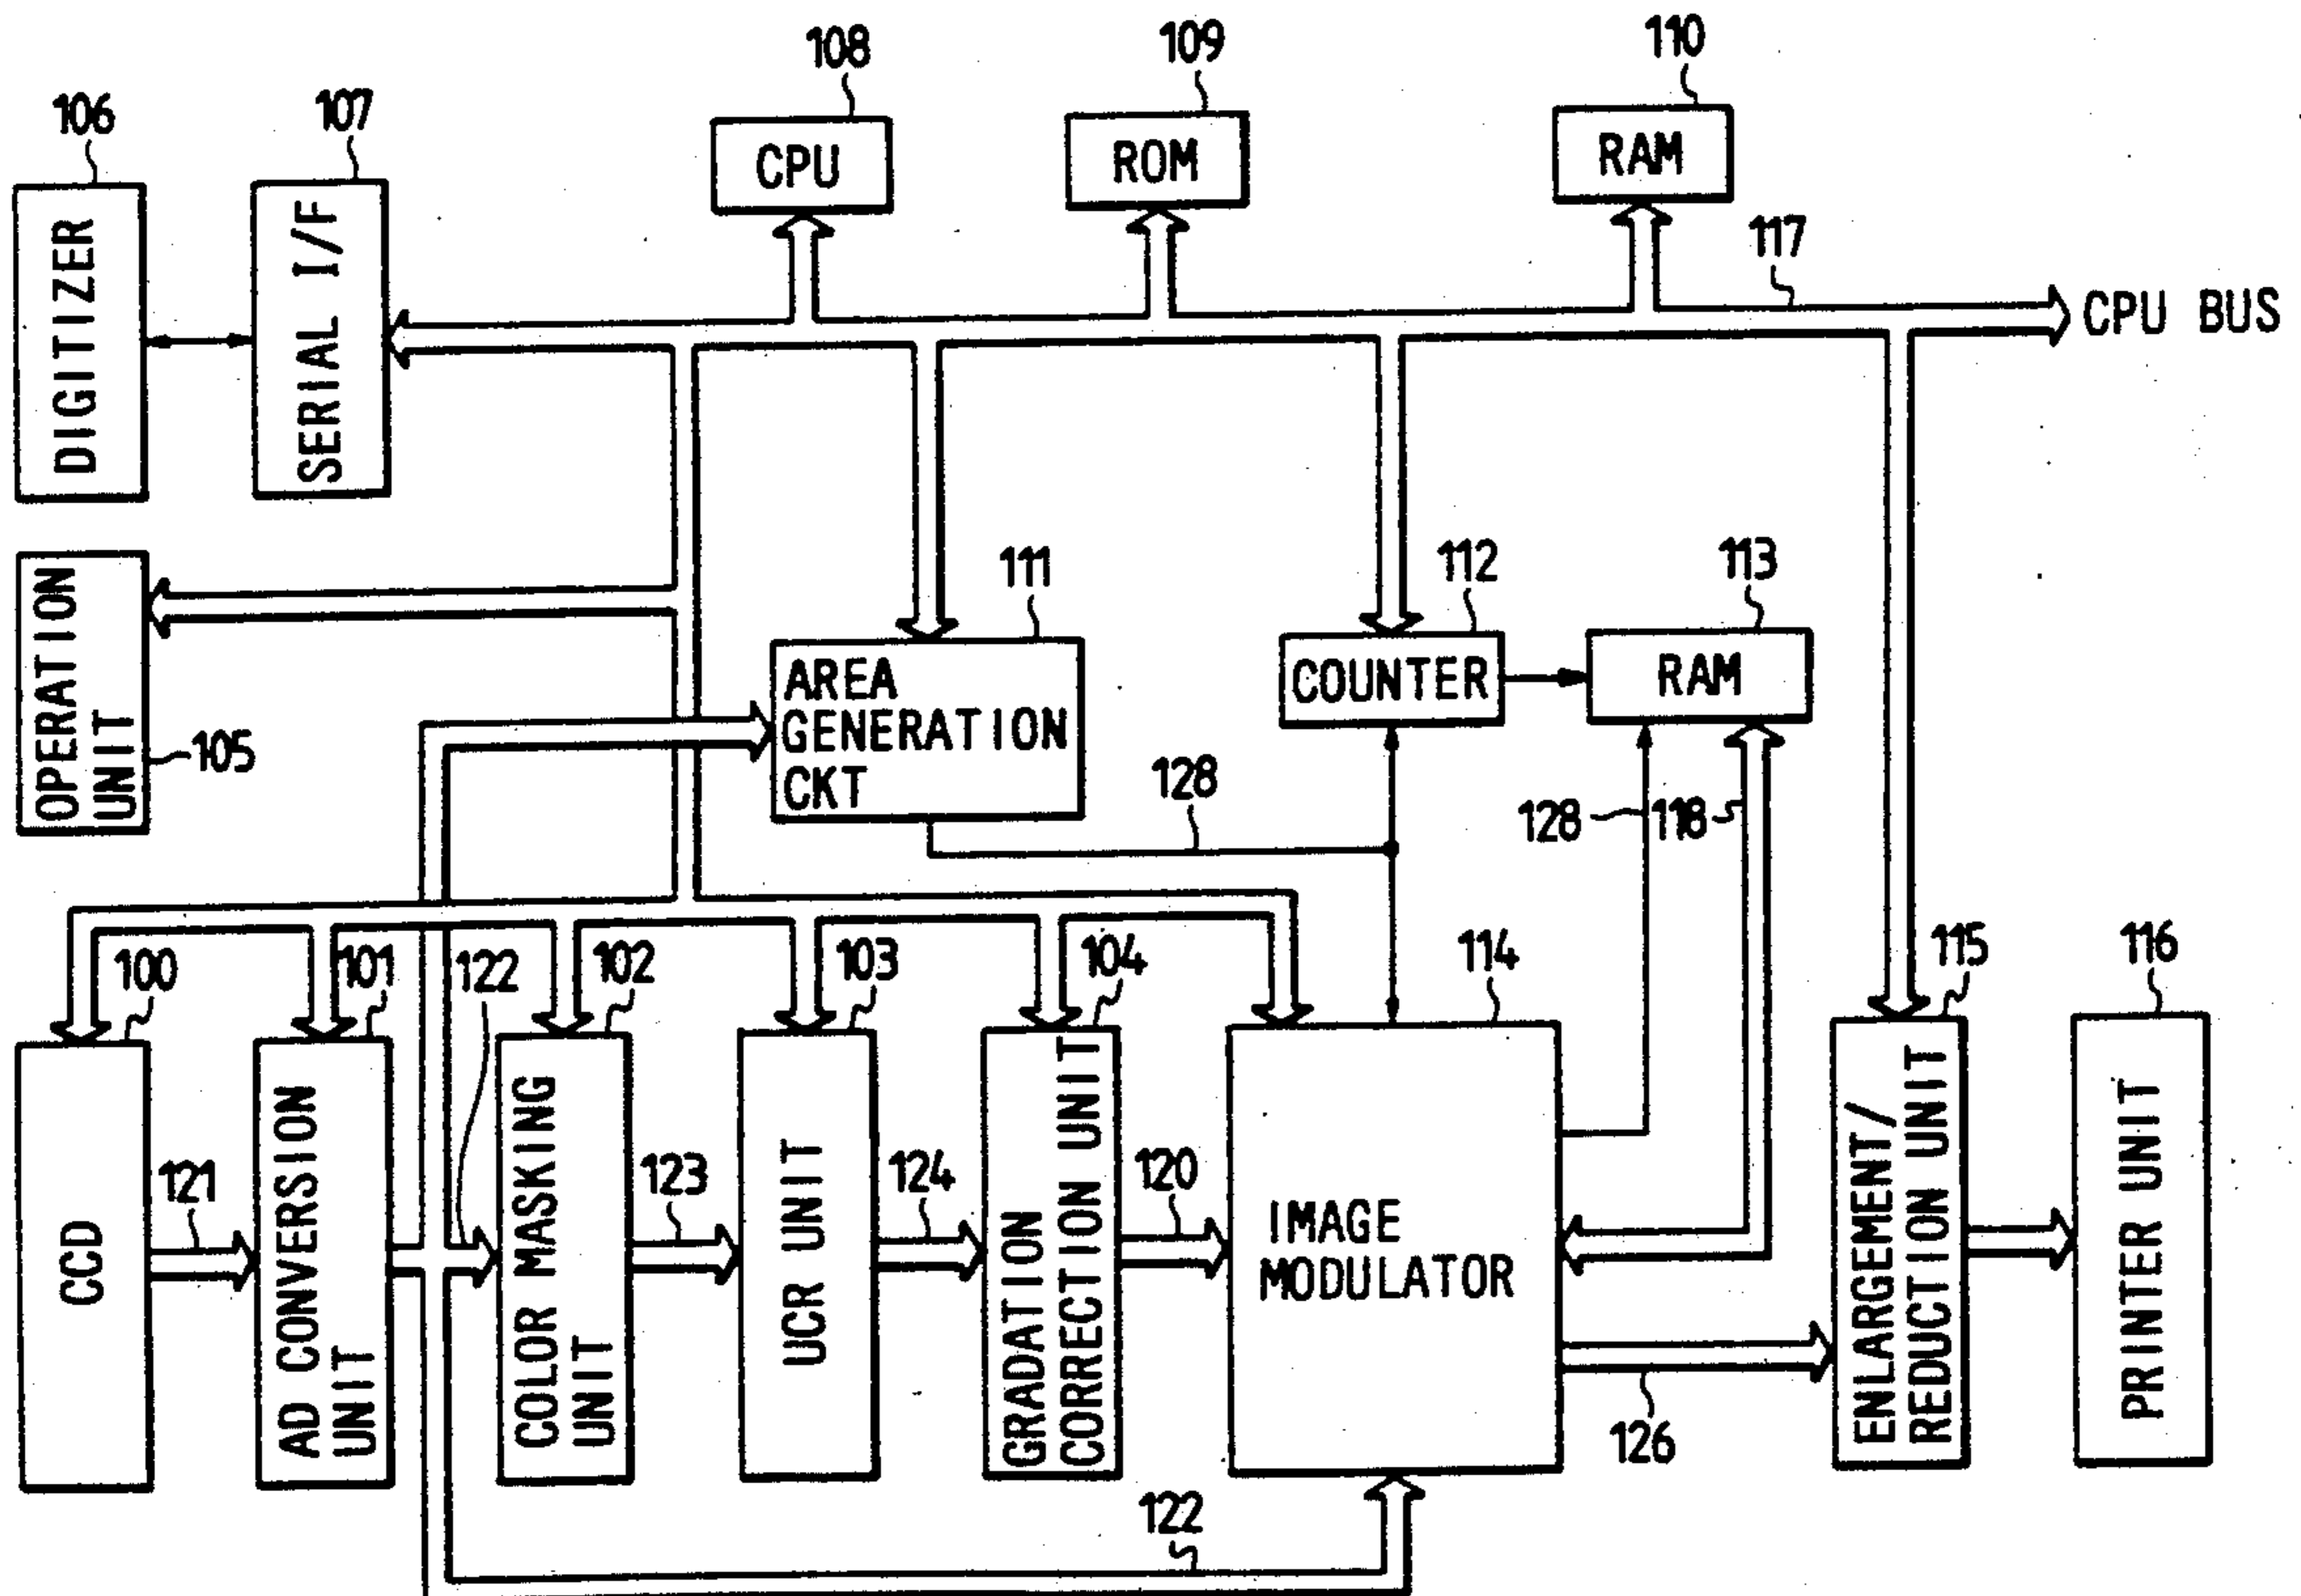 108
109
110
106
107
CPU
ROM
RAM
DIGITIZER
SERIAL I/F
117
CPU BUS
OPERATION
UNIT
105
111
112
113
AREA
GENERATION
CKT
COUNTER
RAM
128
128
118
100
101
122
102
103
104
114
115
116
CCD
121
AD CONVERSION
UNIT
COLOR MASKING
UNIT
123
UCR UNIT
124
GRADATION
CORRECTION UNIT
120
IMAGE
MODULATOR
126
ENLARGEMENT/
REDUCTION UNIT
PRINTER UNIT
122